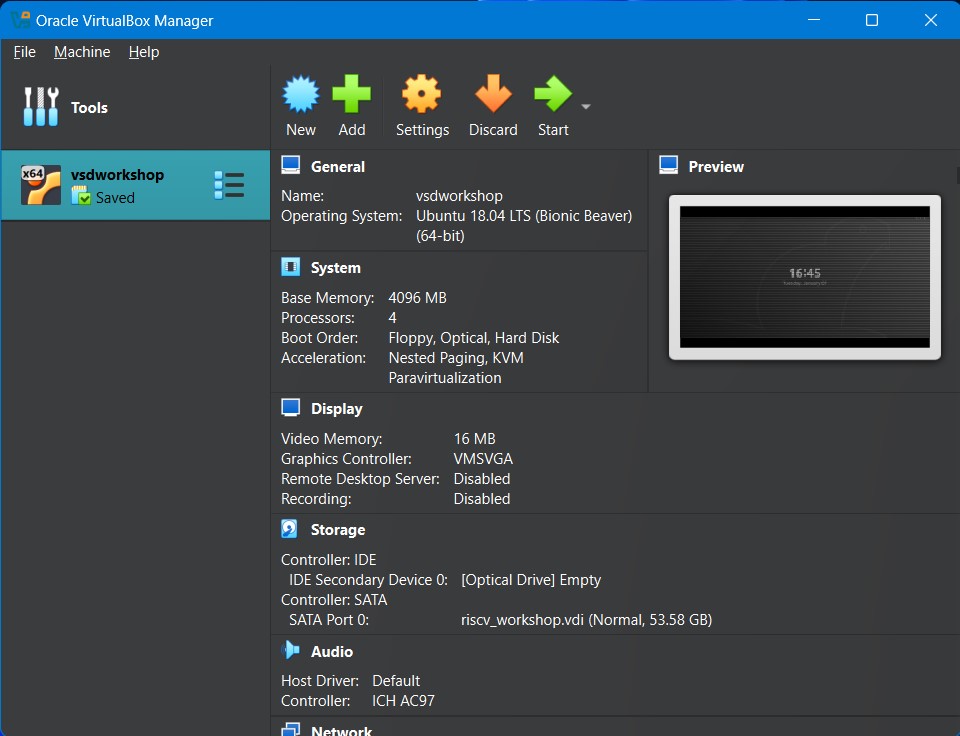 Oracle VirtualBox Manager
File Machine Help
Tools
New Add Settings Discard Start
x64
vsdworkshop
Saved
General
Name: vsdworkshop
Operating System: Ubuntu 18.04 LTS (Bionic Beaver)
(64-bit)
Preview
16:45
System
Base Memory: 4096 MB
Processors: 4
Boot Order: Floppy, Optical, Hard Disk
Acceleration: Nested Paging, KVM
Paravirtualization
Display
Video Memory: 16 MB
Graphics Controller: VMSVGA
Remote Desktop Server: Disabled
Recording: Disabled
Storage
Controller: IDE
IDE Secondary Device 0: [Optical Drive] Empty
Controller: SATA
SATA Port 0: riscv_workshop.vdi (Normal, 53.58 GB)
Audio
Host Driver: Default
Controller: ICH AC97
Network